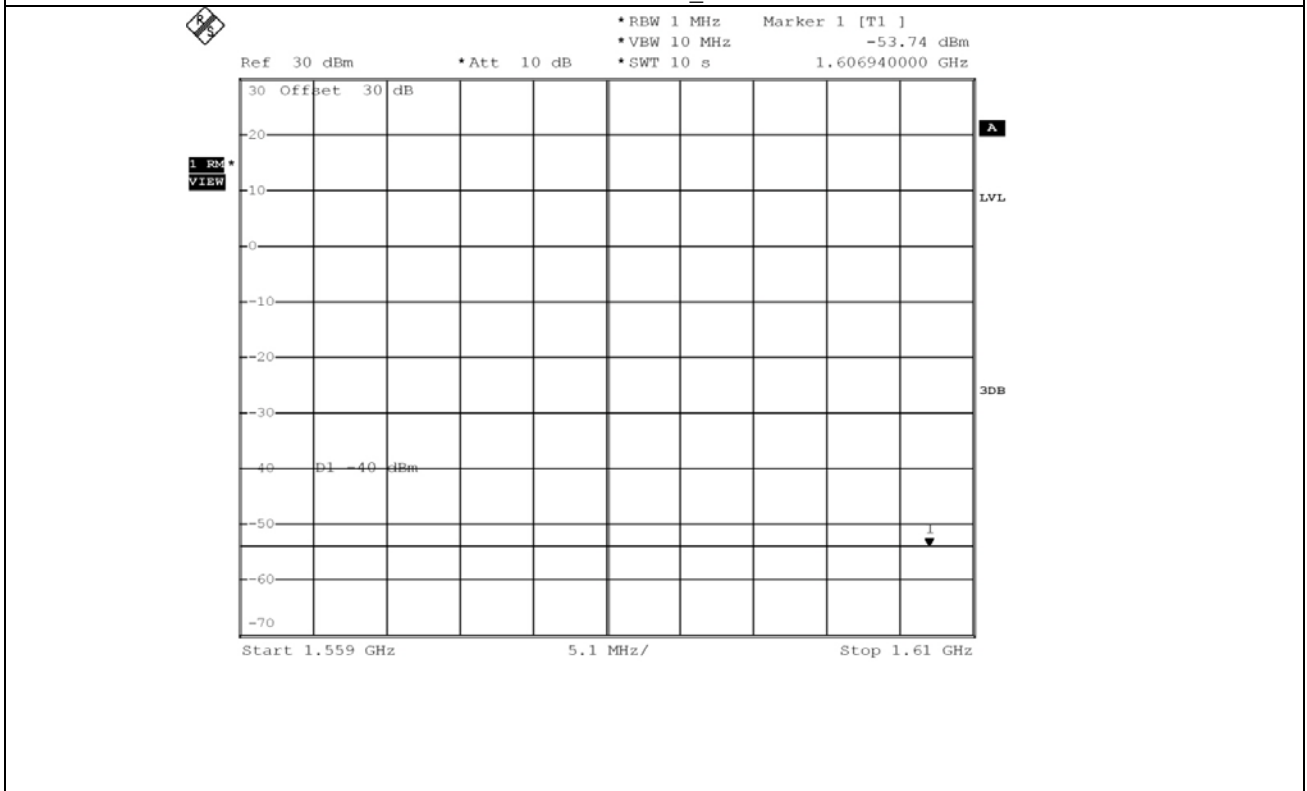 R S
*RBW 1 MHz Marker 1 [T1 ]
*VBW 10 MHz -53.74 dBm
Ref 30 dBm *Att 10 dB *SWT 10 s 1.606940000 GHz
30 Offset 30 dB
A
20
1 RM *
VIEW
10
LVL
0
-10
-20
3DB
-30
-40 D1 -40 dBm
-50
1
-60
-70
Start 1.559 GHz 5.1 MHz/ Stop 1.61 GHz